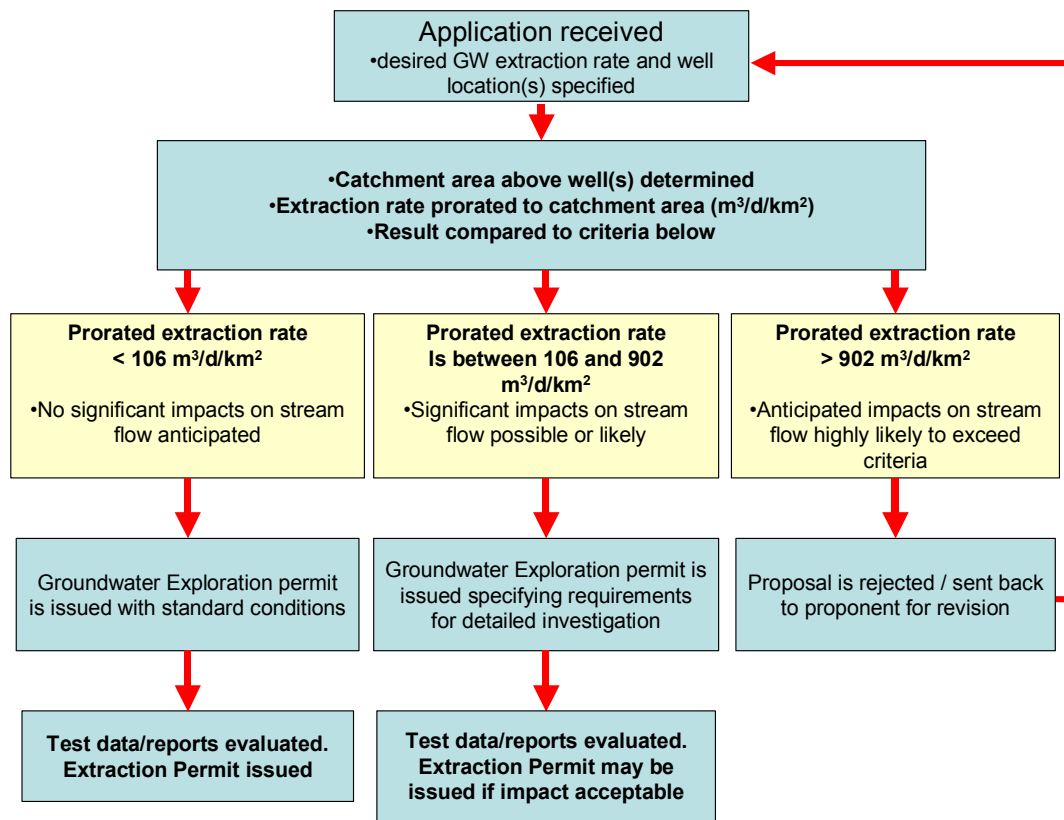 Application received
•desired GW extraction rate and well
location(s) specified
•Catchment area above well(s) determined
•Extraction rate prorated to catchment area (m³/d/km²)
•Result compared to criteria below
Prorated extraction rate
< 106 m³/d/km²
•No significant impacts on stream
flow anticipated
Prorated extraction rate
Is between 106 and 902
m³/d/km²
•Significant impacts on stream
flow possible or likely
Prorated extraction rate
> 902 m³/d/km²
•Anticipated impacts on stream
flow highly likely to exceed
criteria
Groundwater Exploration permit
is issued with standard conditions
Groundwater Exploration permit is
issued specifying requirements
for detailed investigation
Proposal is rejected / sent back
to proponent for revision
Test data/reports evaluated.
Extraction Permit issued
Test data/reports evaluated.
Extraction Permit may be
issued if impact acceptable